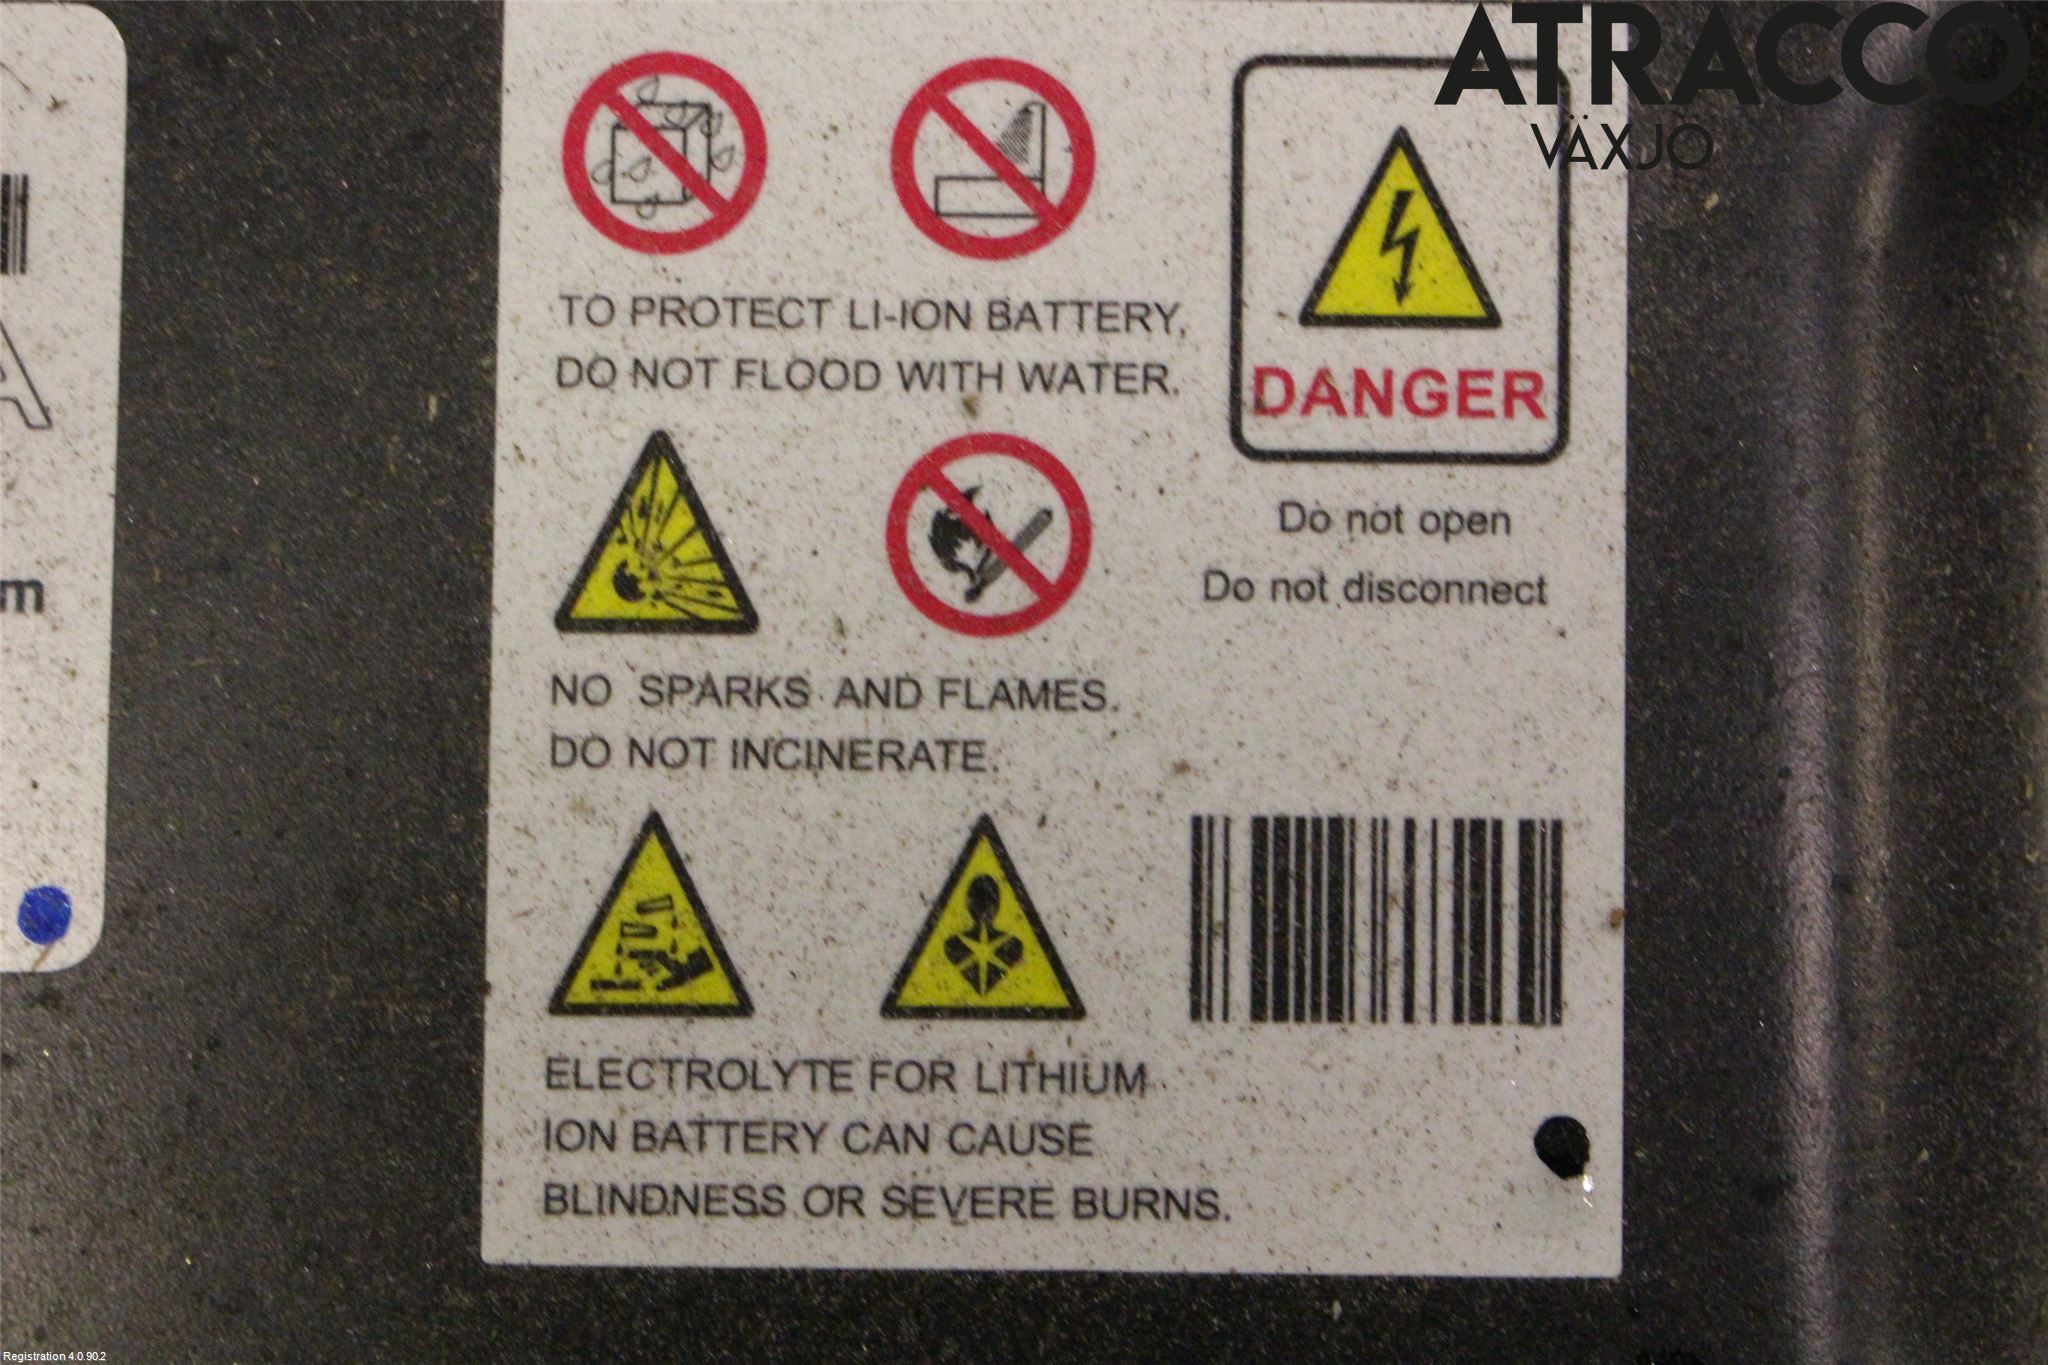 ATRACCO
VÄXJÖ
TO PROTECT LI-ION BATTERY,
DO NOT FLOOD WITH WATER.
DANGER
Do not open
Do not disconnect
NO SPARKS AND FLAMES.
DO NOT INCINERATE.
ELECTROLYTE FOR LITHIUM
ION BATTERY CAN CAUSE
BLINDNESS OR SEVERE BURNS.
A
m
Registration 4.0.90.2